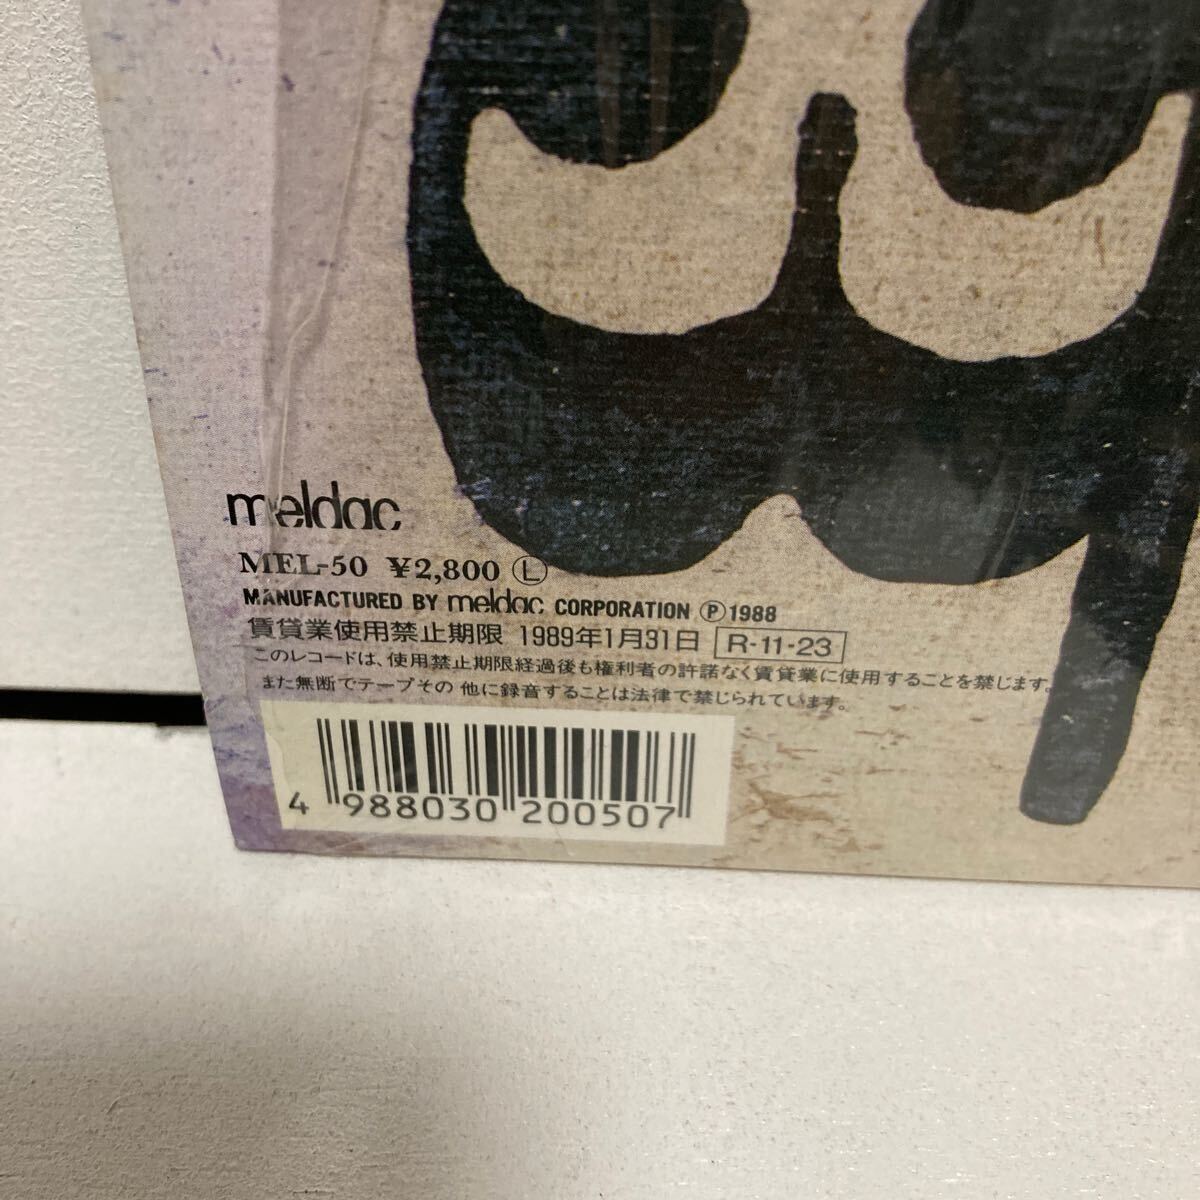 meldac
MEL-50 ¥2,800 Ⓛ
MANUFACTURED BY meldac CORPORATION Ⓟ1988
賃貸業使用禁止期限 1989年1月31日 R-11-23
このレコードは、使用禁止期限経過後も権利者の許諾なく賃貸業に使用することを禁じます。
また無断でテープその 他に録音することは法律で禁じられています。
4 988030 200507